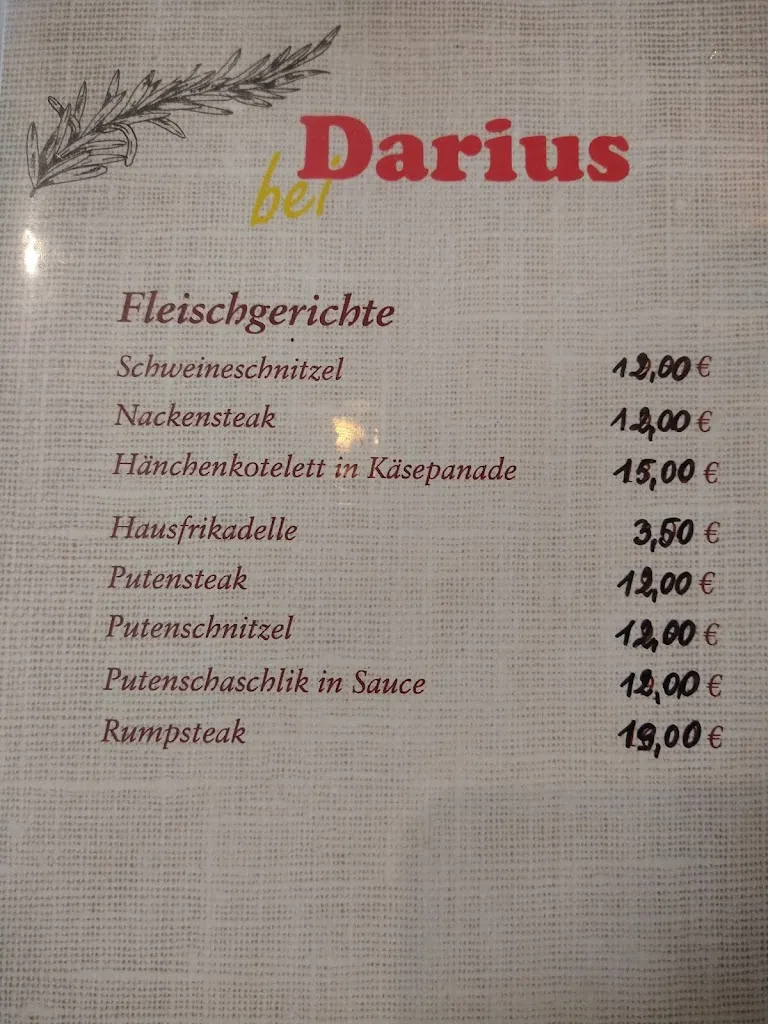 bei Darius
Fleischgerichte
Schweineschnitzel 12,00 €
Nackensteak 12,00 €
Hänchenkotelett in Käsepanade 15,00 €
Hausfrikadelle 3,50 €
Putensteak 12,00 €
Putenschnitzel 12,00 €
Putenschaschlik in Sauce 12,00 €
Rumpsteak 19,00 €